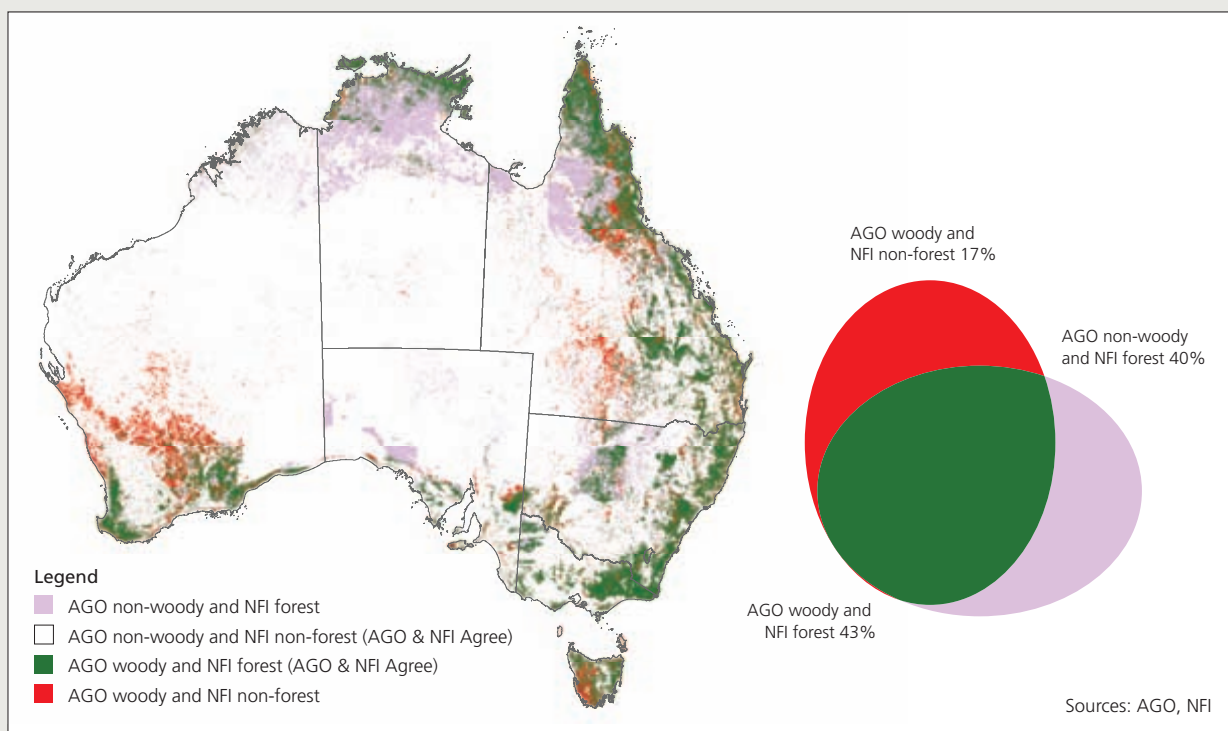 AGO woody and
NFI non-forest 17%
AGO non-woody
and NFI forest 40%
AGO woody and
NFI forest 43%
Legend
AGO non-woody and NFI forest
AGO non-woody and NFI non-forest (AGO & NFI Agree)
AGO woody and NFI forest (AGO & NFI Agree)
AGO woody and NFI non-forest
Sources: AGO, NFI